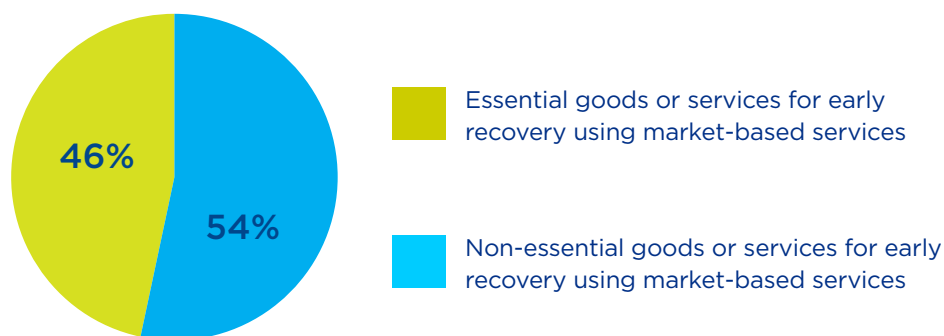 46%
54%
Essential goods or services for early
recovery using market-based services
Non-essential goods or services for early
recovery using market-based services